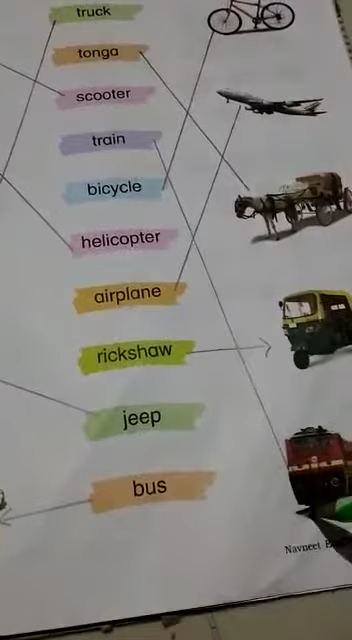 truck
tonga
scooter
train
bicycle
helicopter
airplane
rickshaw
jeep
bus
Navneet